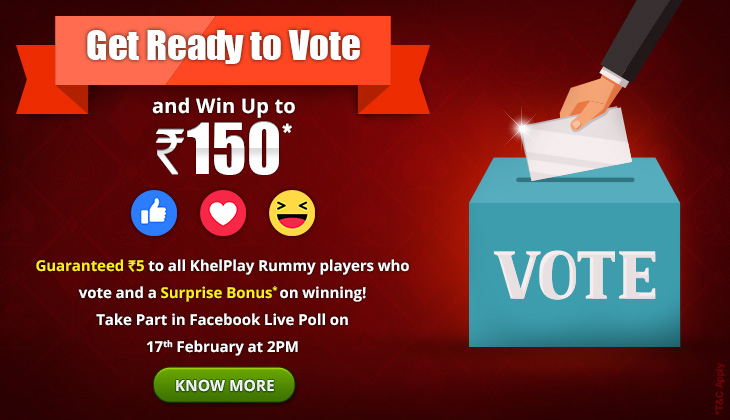 Get Ready to Vote
and Win Up to
₹150*
Guaranteed ₹5 to all KhelPlay Rummy players who
vote and a Surprise Bonus* on winning!
Take Part in Facebook Live Poll on
17th February at 2PM
KNOW MORE
VOTE
*T&C Apply